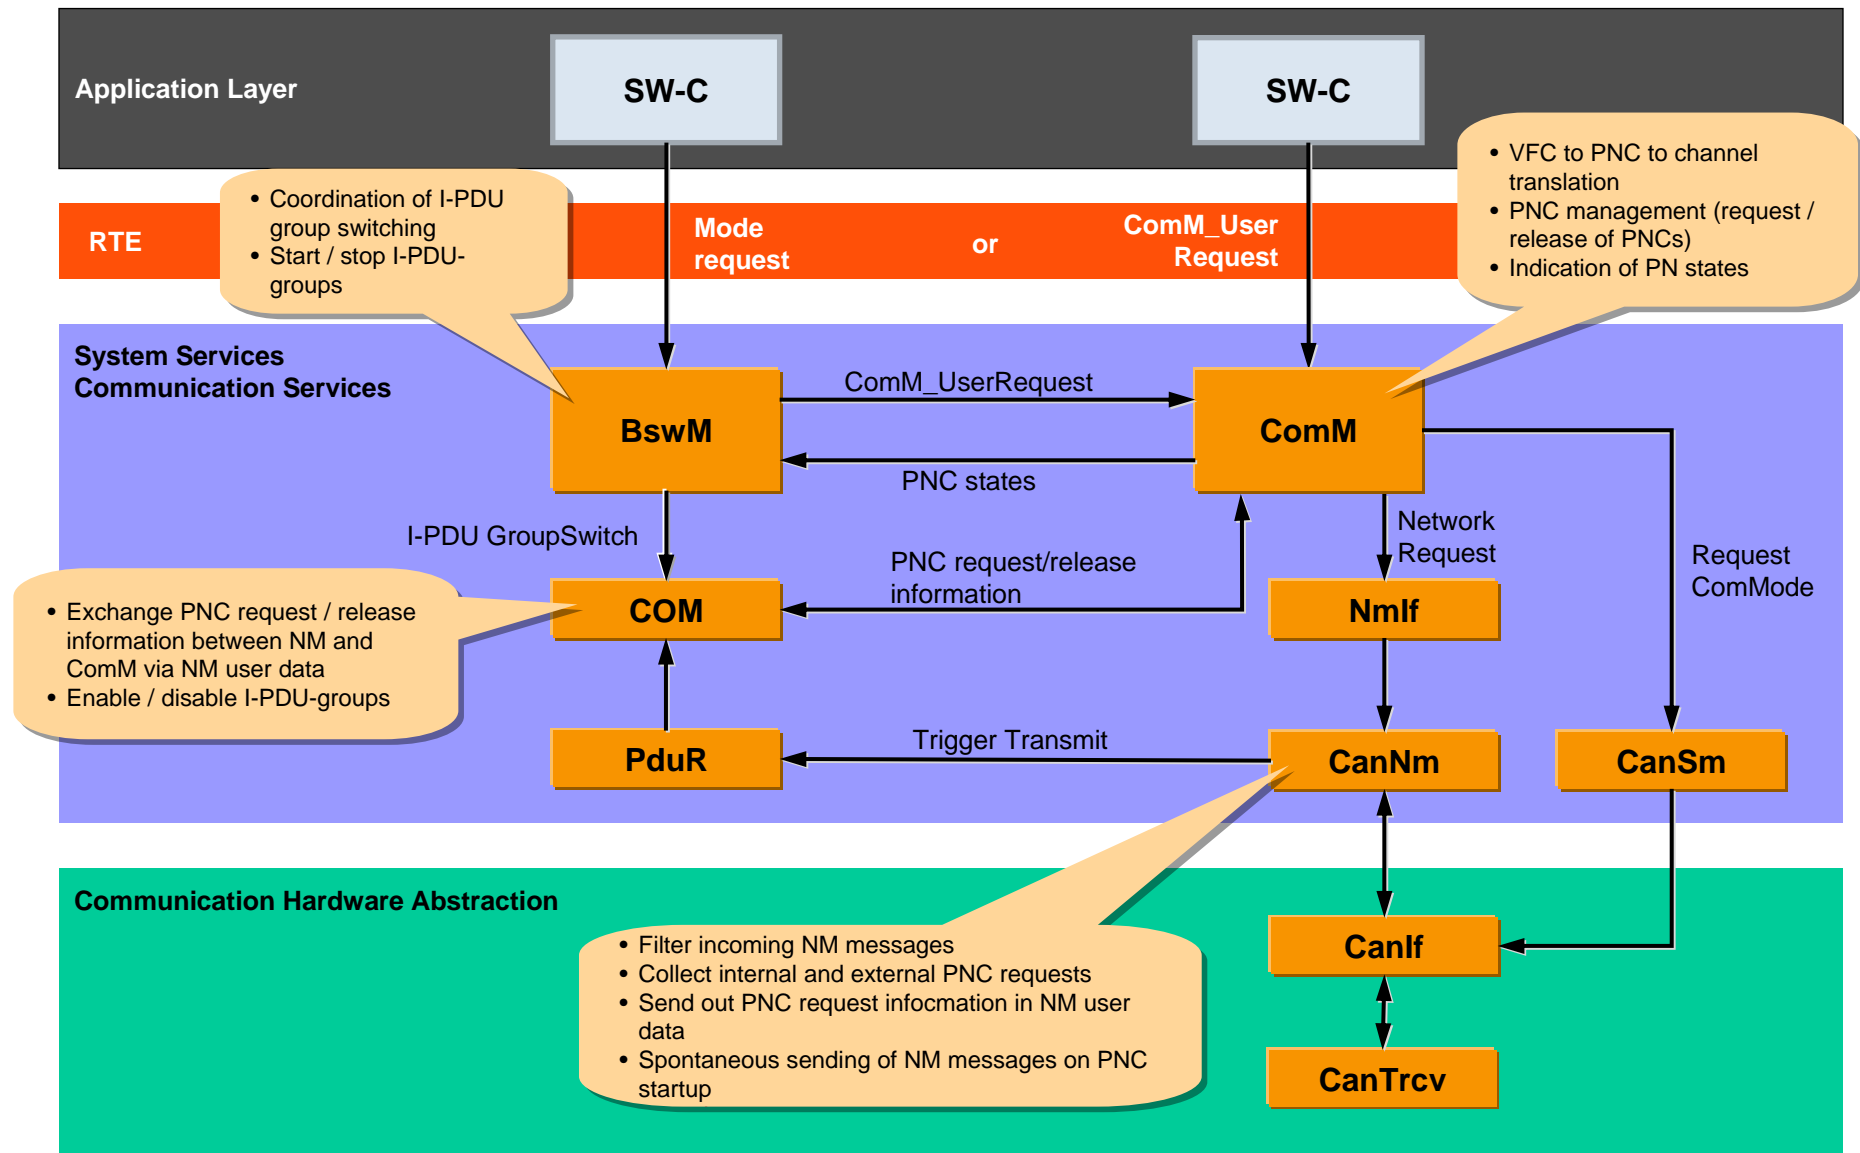 Application Layer
SW-C
SW-C
• VFC to PNC to channel
translation
• PNC management (request /
release of PNCs)
• Indication of PN states
• Coordination of I-PDU
group switching
• Start / stop I-PDU-
groups
RTE
Mode
request
or
ComM_User
Request
System Services
Communication Services
BswM
ComM_UserRequest
ComM
PNC states
I-PDU GroupSwitch
PNC request/release
information
Network
Request
Request
ComMode
• Exchange PNC request / release
information between NM and
ComM via NM user data
• Enable / disable I-PDU-groups
COM
NmIf
PduR
Trigger Transmit
CanNm
CanSm
Communication Hardware Abstraction
• Filter incoming NM messages
• Collect internal and external PNC requests
• Send out PNC request infocmation in NM user
data
• Spontaneous sending of NM messages on PNC
startup
CanIf
CanTrcv